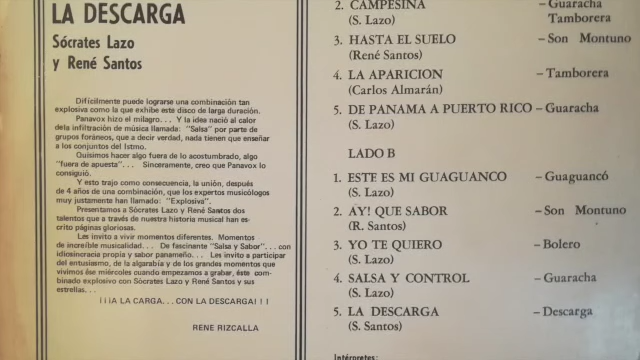 LA DESCARGA
Sócrates Lazo
y René Santos
Difícilmente puede lograrse una combinación tan
explosiva como la que exhibe este disco de larga duración.
Panavox hizo el milagro... Y la idea nació al calor
dela infiltración de música llamada: "Salsa" por parte de
grupos foráneos, que a decir verdad, nada tienen que enseñar
a los conjuntos del Istmo.
Quisimos hacer algo fuera de lo acostumbrado, algo
"fuera de apuesta"... Sinceramente, creo que Panavox lo
consiguió.
Y esto trajo como consecuencia, la unión, después
de 4 años de una combinación, que los expertos musicólogos
muy justamente han llamado: "Explosiva".
Presentamos a Sócrates Lazo y René Santos dos
talentos que a través de nuestra historia musical han es-
crito páginas gloriosas.
Les invito a vivir momentos diferentes. Momentos
de increíble musicalidad... De fascinante "Salsa y Sabor"... con
idiosincracia propia y sabor panameño... Les invito a participar
del entusiasmo, de la algarabía y de los grandes momentos que
vivimos ése miércoles cuando empezamos a grabar, éste com-
binado explosivo con Sócrates Lazo y René Santos y sus
estrellas...
¡¡¡A LA CARGA...CON LA DESCARGA!!!
RENE RIZCALLA
2. CAMPESINA – Guaracha
(S. Lazo) Tamborera
3. HASTA EL SUELO – Son Montuno
(René Santos)
4. LA APARICION – Tamborera
(Carlos Almarán)
5. DE PANAMA A PUERTO RICO – Guaracha
(S. Lazo)
LADO B
1. ESTE ES MI GUAGUANCO – Guaguancó
(S. Lazo)
2. AY! QUE SABOR – Son Montuno
(R. Santos)
3. YO TE QUIERO – Bolero
(S. Lazo)
4. SALSA Y CONTROL – Guaracha
(S. Lazo)
5. LA DESCARGA – Descarga
(S. Santos)
Intérpretes: